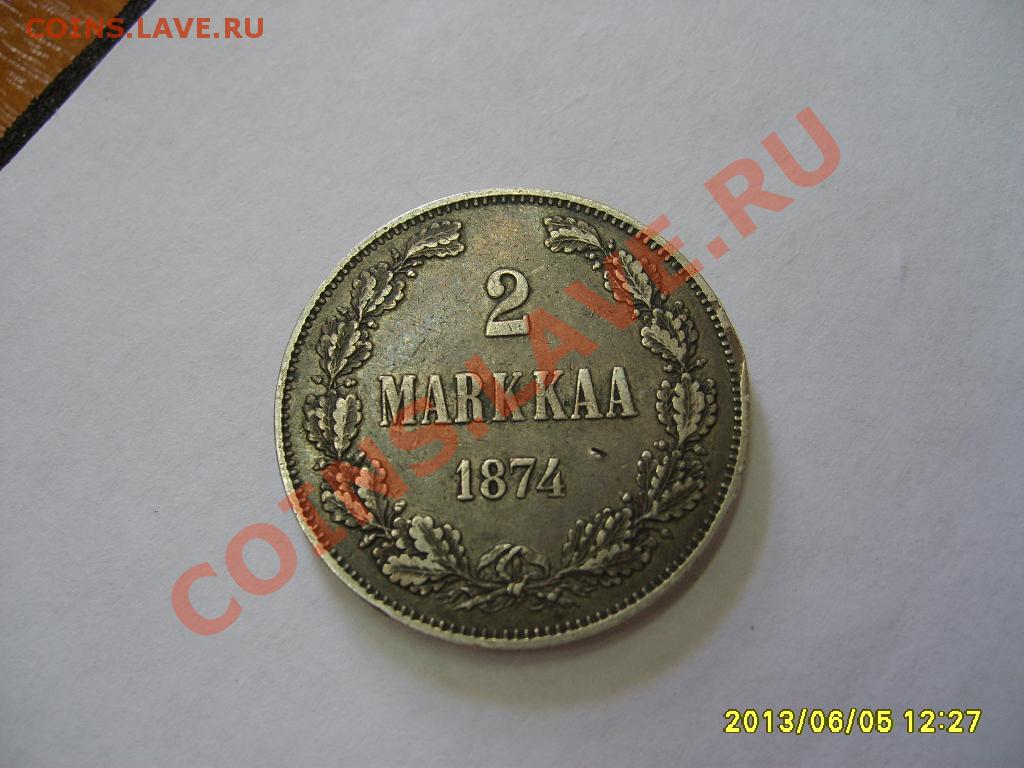 COINS.LAVE.RU
2
MARKKAA
1874
COINS.LAVE.RU
2013/06/05 12:27